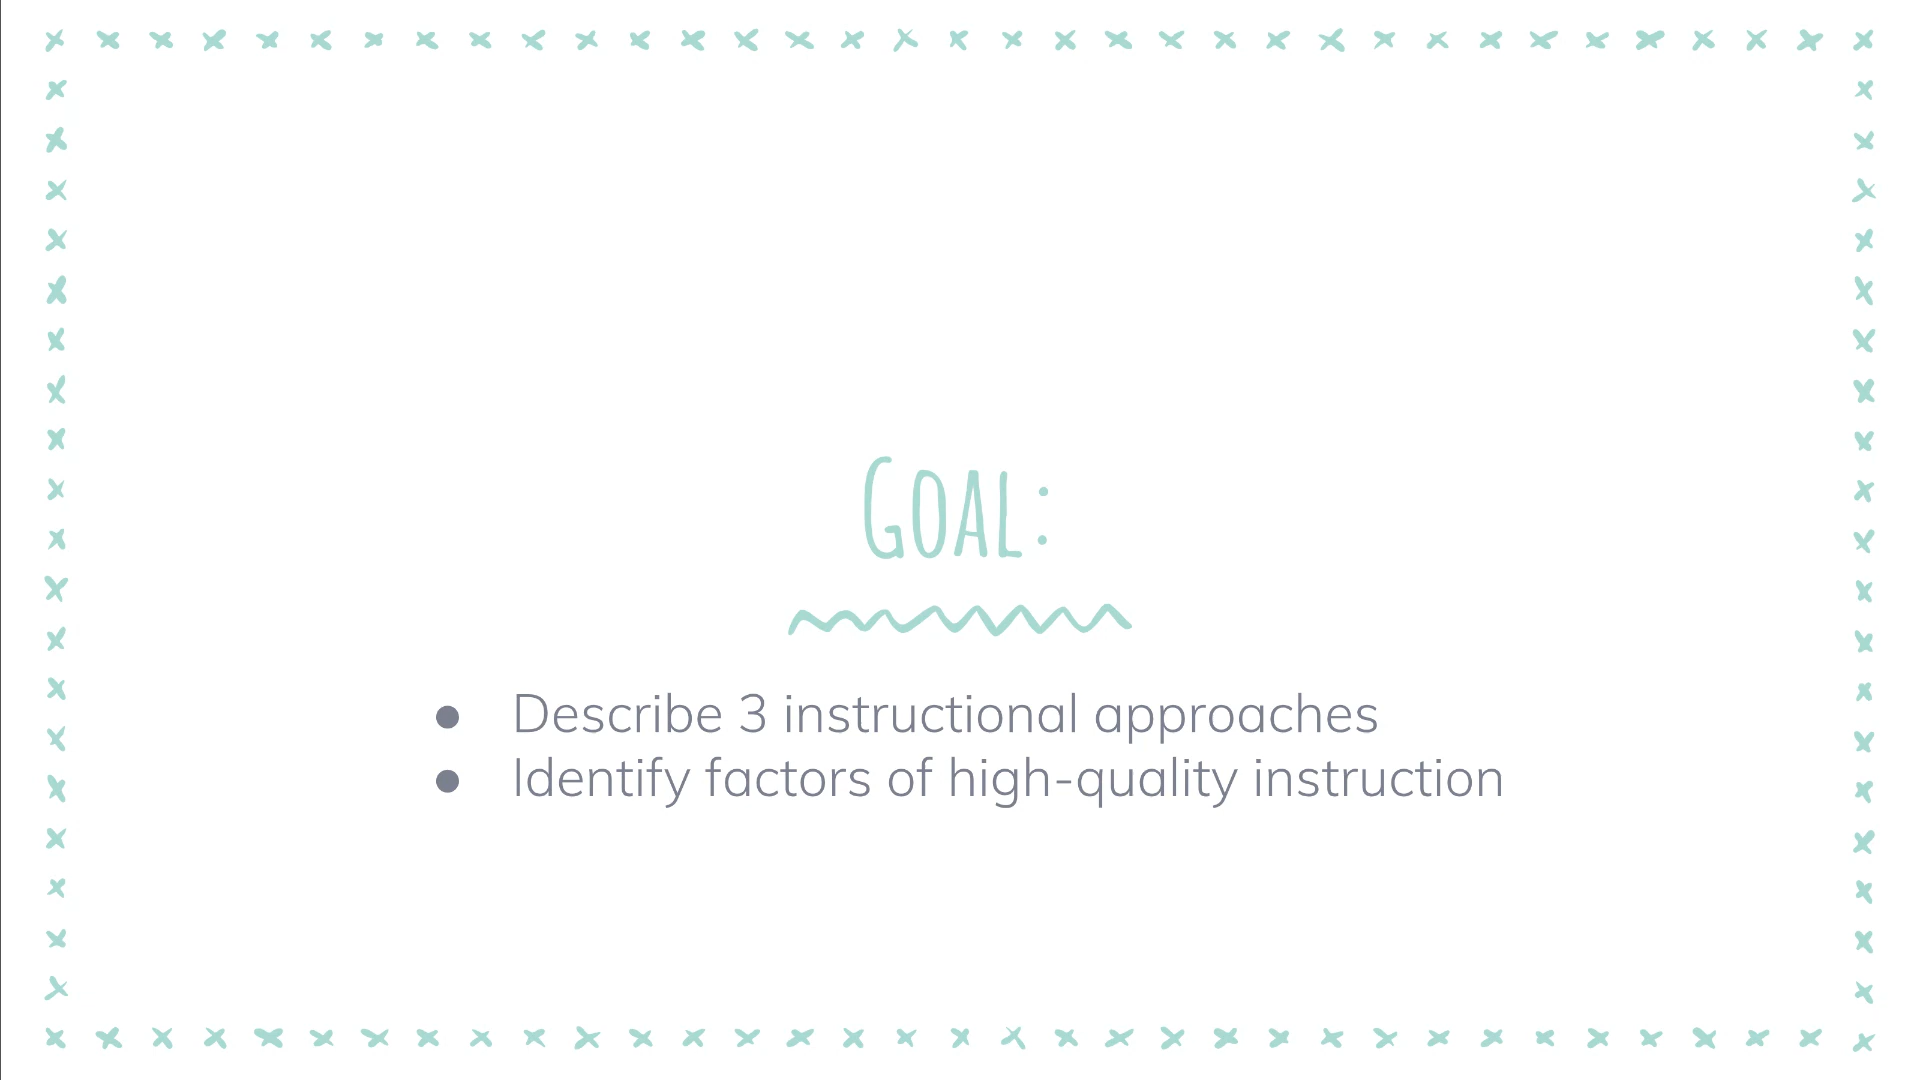 Goal:
● Describe 3 instructional approaches
● Identify factors of high-quality instruction